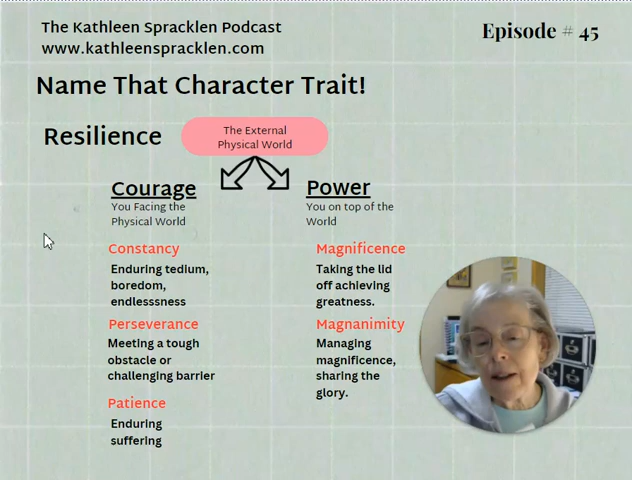 The Kathleen Spracklen Podcast
www.kathleenspracklen.com
Episode # 45
Name That Character Trait!
Resilience
The External
Physical World
Courage
You Facing the
Physical World
Constancy
Enduring tedium,
boredom,
endlesssness
Perseverance
Meeting a tough
obstacle or
challenging barrier
Patience
Enduring
suffering
Power
You on top of the
World
Magnificence
Taking the lid
off achieving
greatness.
Magnanimity
Managing
magnificence,
sharing the
glory.